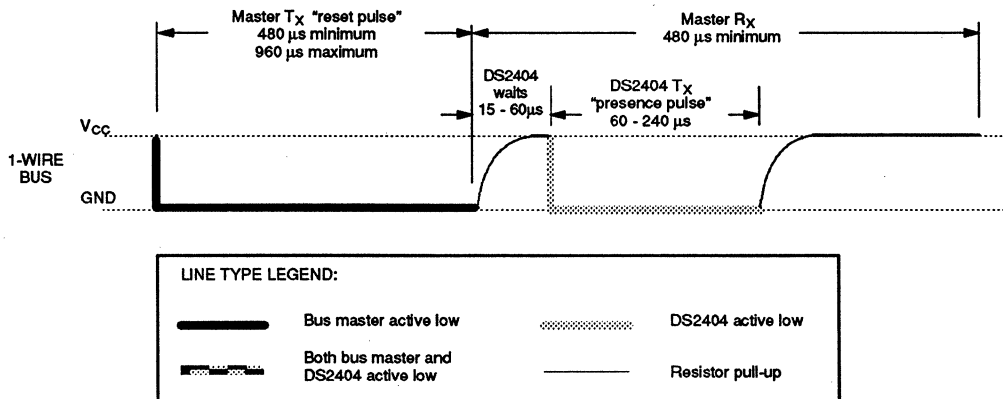 Master TX "reset pulse"
480 µs minimum
960 µs maximum
Master RX
480 µs minimum
DS2404
waits
15 - 60µs
DS2404 TX
"presence pulse"
60 - 240 µs
VCC
1-WIRE
BUS
GND
LINE TYPE LEGEND:
Bus master active low
DS2404 active low
Both bus master and
DS2404 active low
Resistor pull-up